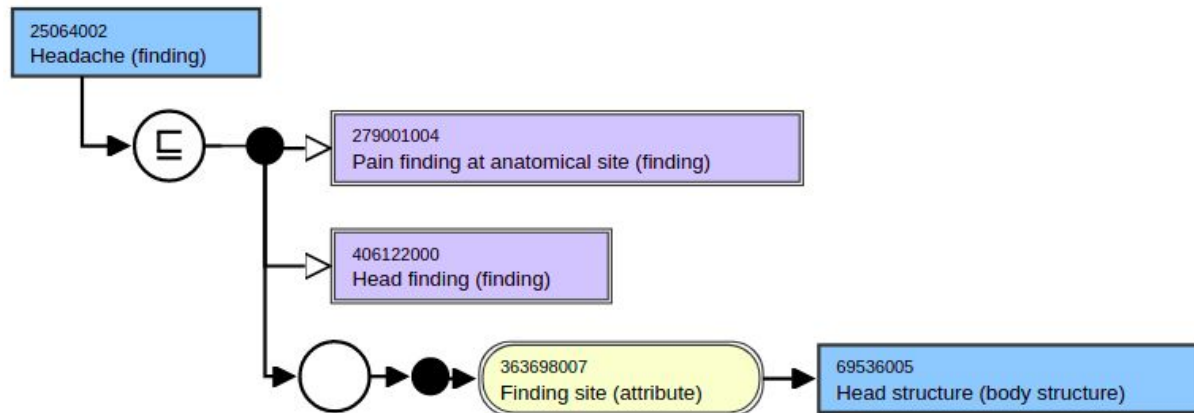 25064002
Headache (finding)
⊑
279001004
Pain finding at anatomical site (finding)
406122000
Head finding (finding)
363698007
Finding site (attribute)
69536005
Head structure (body structure)